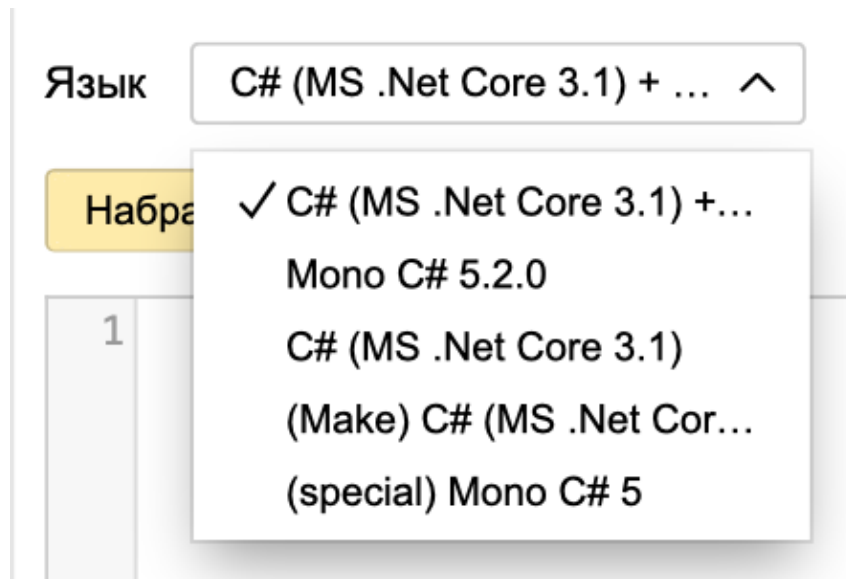 Язык C# (MS .Net Core 3.1) + ...
Набра
✓ C# (MS .Net Core 3.1) +...
Mono C# 5.2.0
1
C# (MS .Net Core 3.1)
(Make) C# (MS .Net Cor...
(special) Mono C# 5